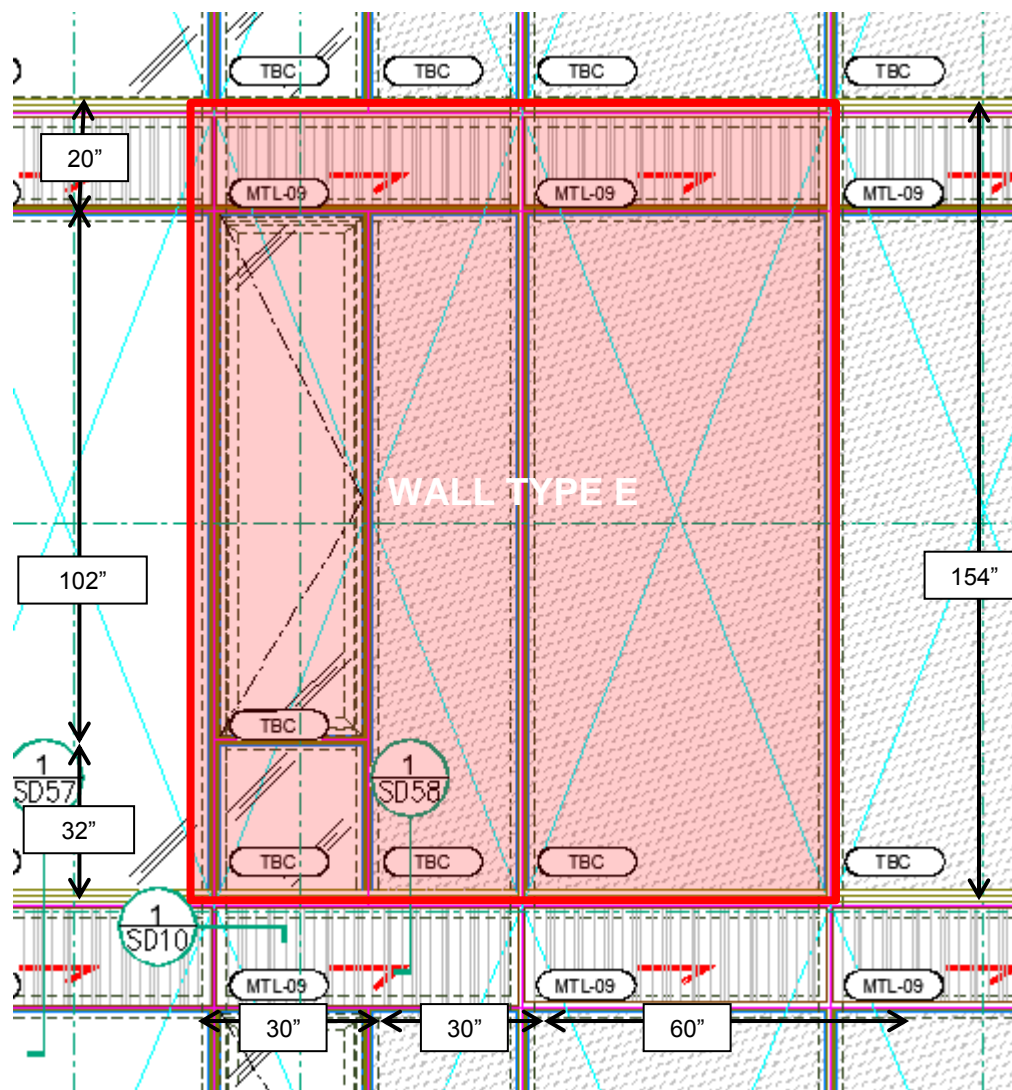 TBC
TBC
TBC
TBC
20”
MTL-09
MTL-09
MTL-09
WALL TYPE E
102”
154”
TBC
1
SD57
1
SD58
32”
TBC
TBC
TBC
TBC
1
SD10
MTL-09
MTL-09
MTL-09
30”
30”
60”